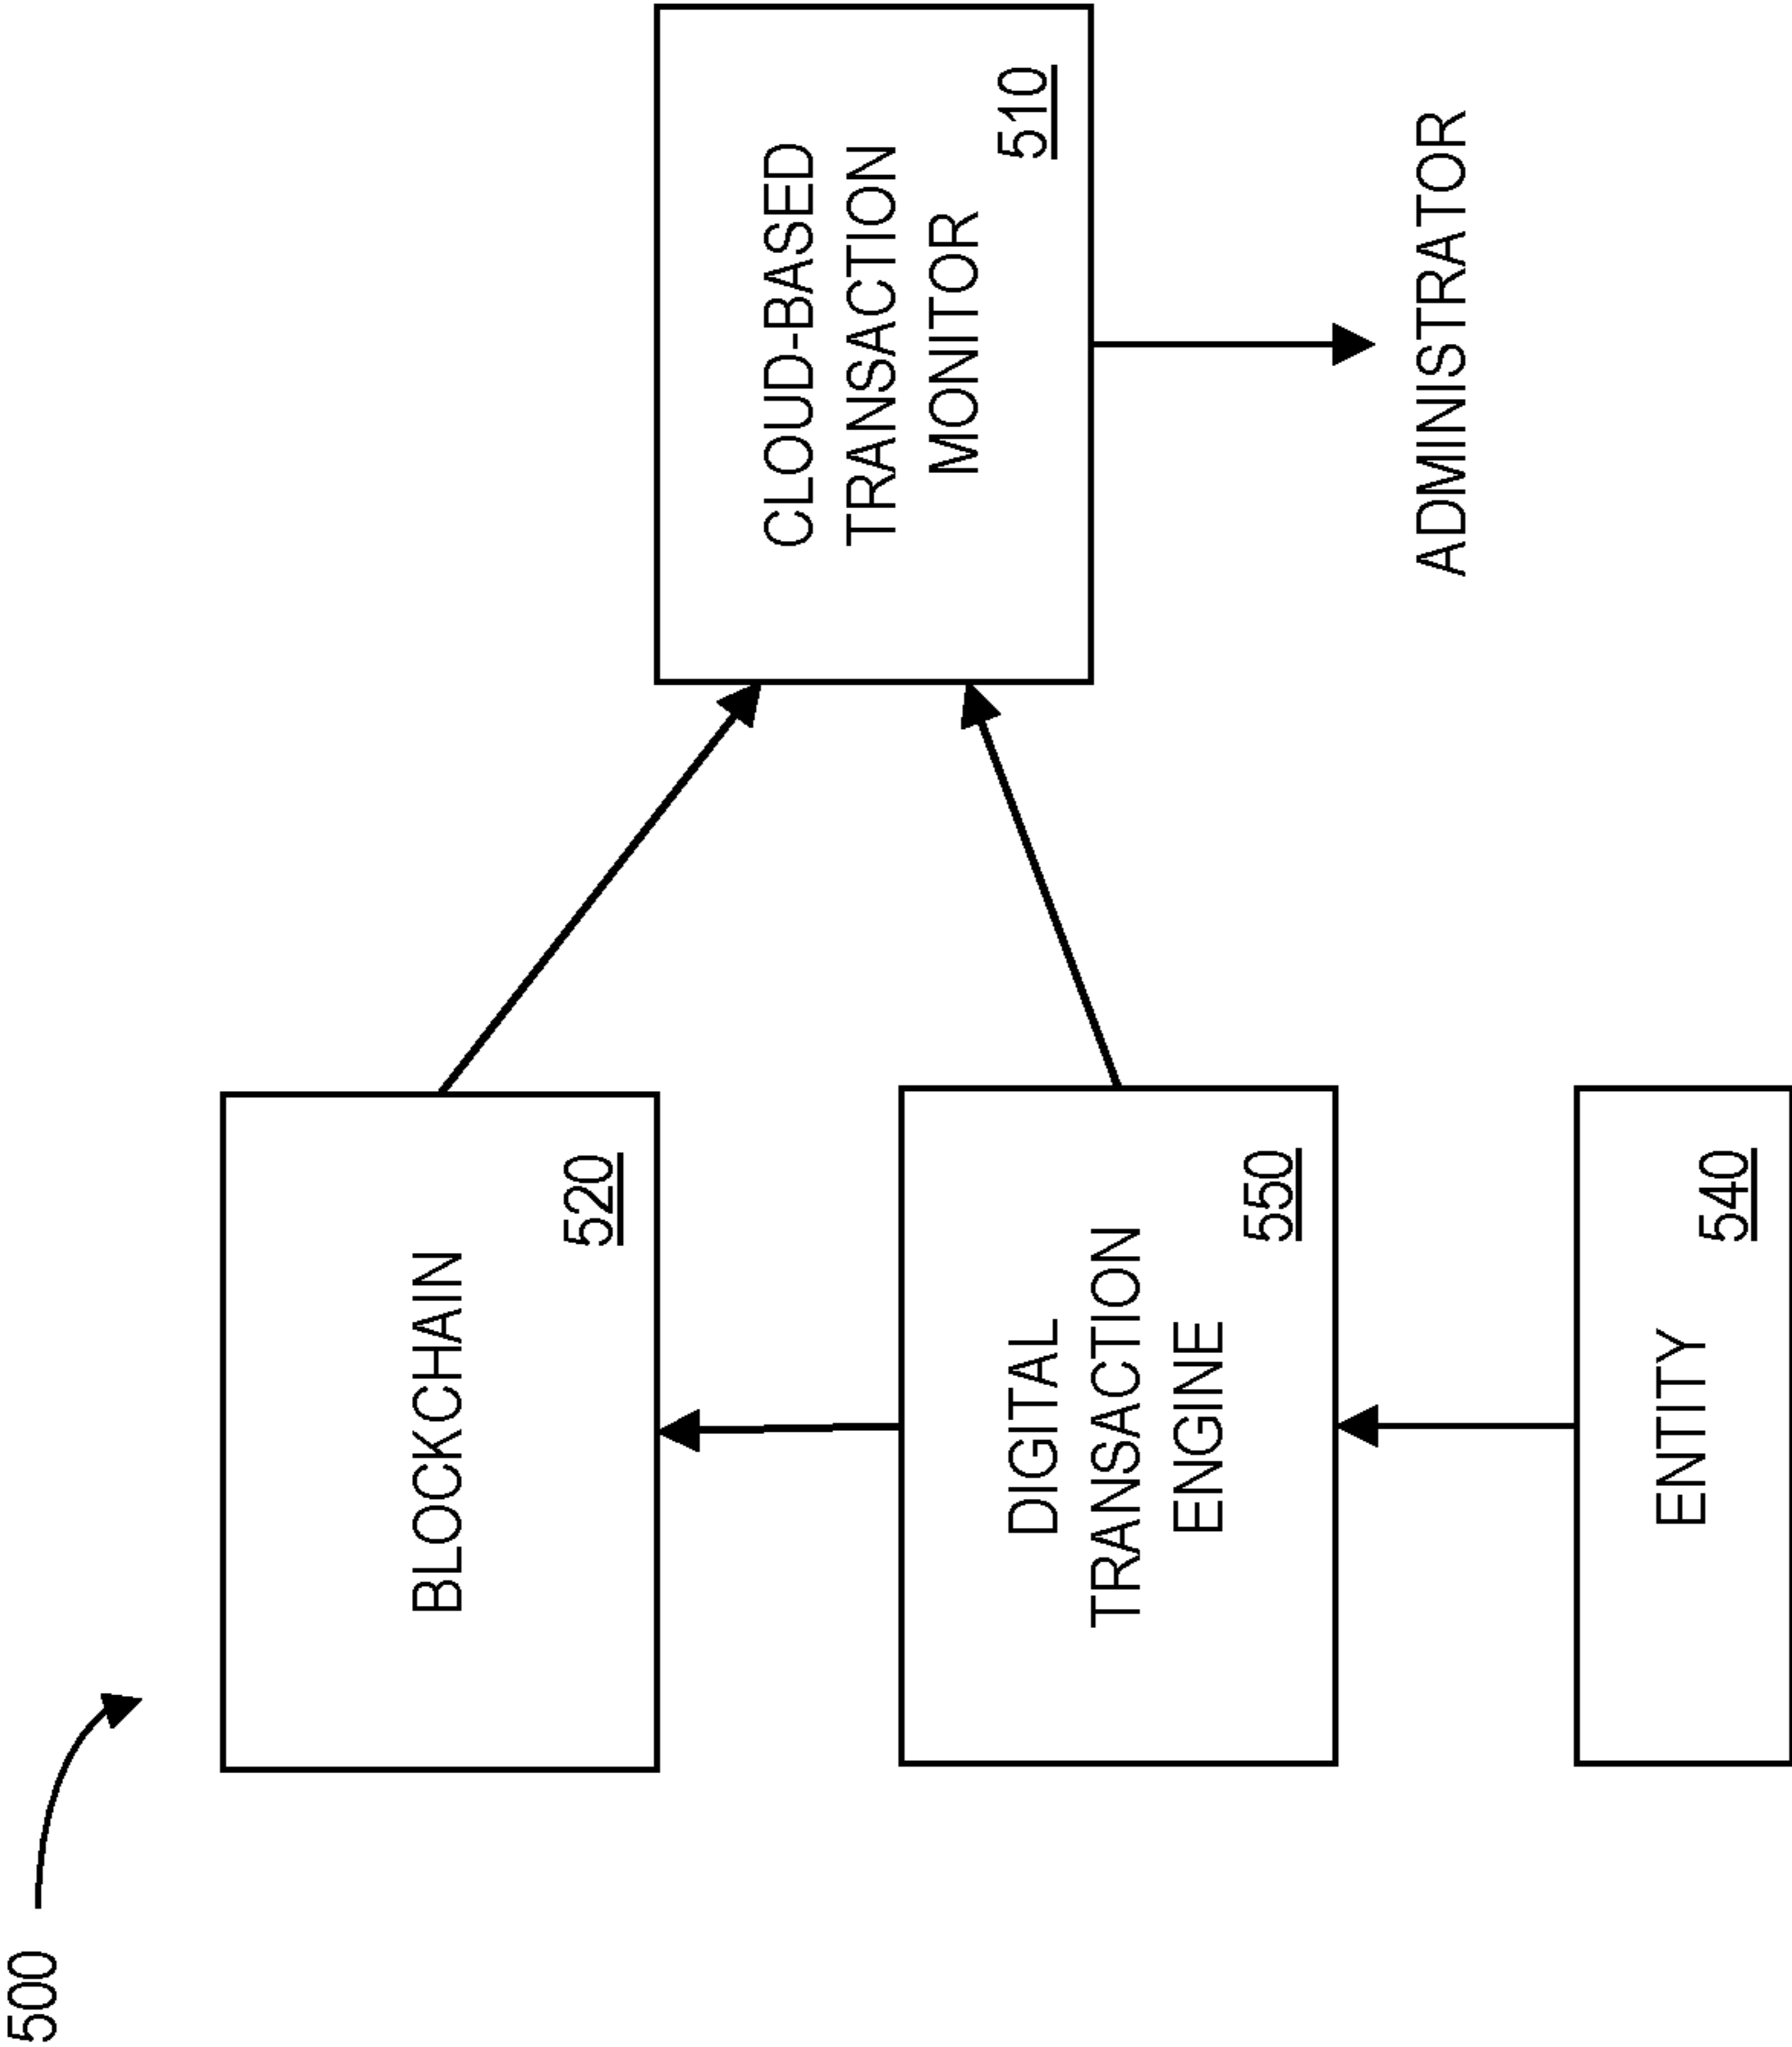 500
BLOCKCHAIN
520
DIGITAL
TRANSACTION
ENGINE
550
ENTITY
540
CLOUD-BASED
TRANSACTION
MONITOR
510
ADMINISTRATOR